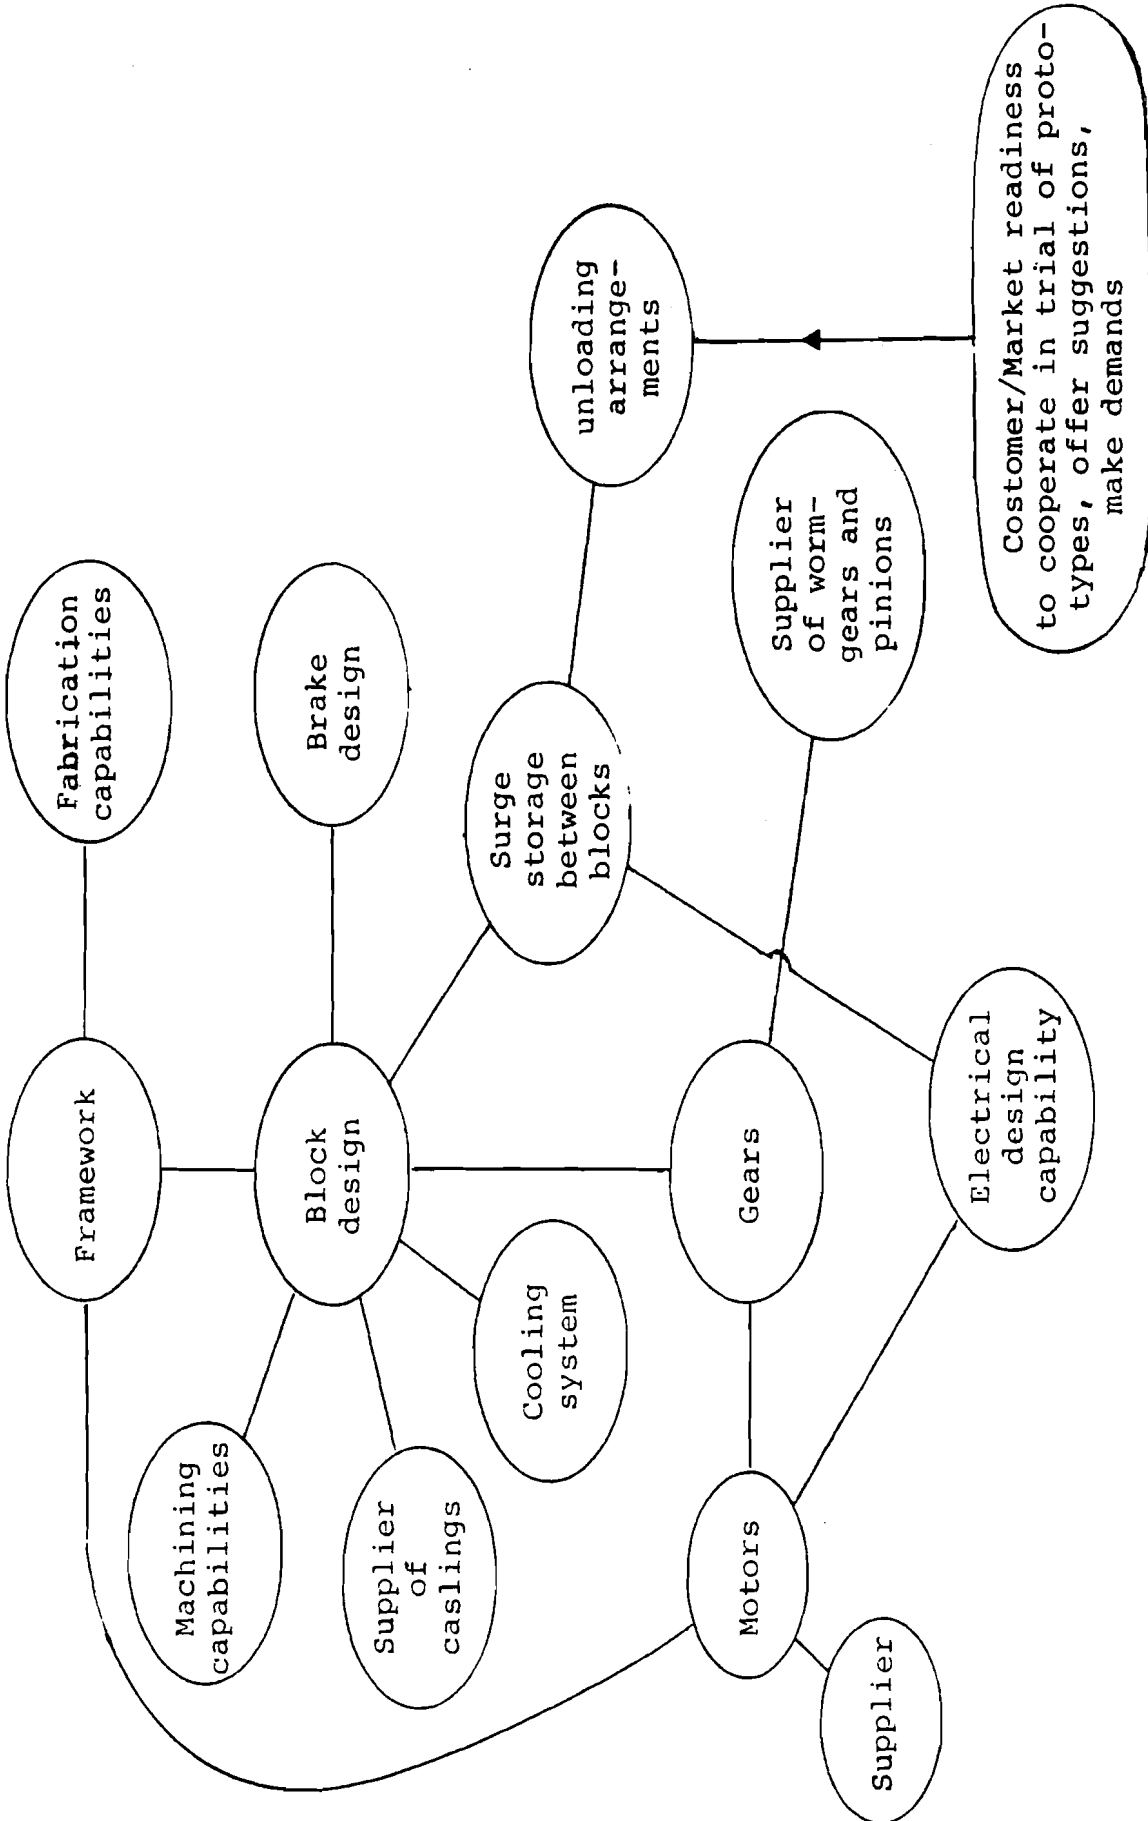 Framework
Fabrication
capabilities
Machining
capabilities
Block
design
Brake
design
Supplier
of
caslings
Cooling
system
Surge
storage
between
blocks
unloading
arrange-
ments
Motors
Gears
Supplier
of worm-
gears and
pinions
Supplier
Electrical
design
capability
Costomer/Market readiness
to cooperate in trial of proto-
types, offer suggestions,
make demands